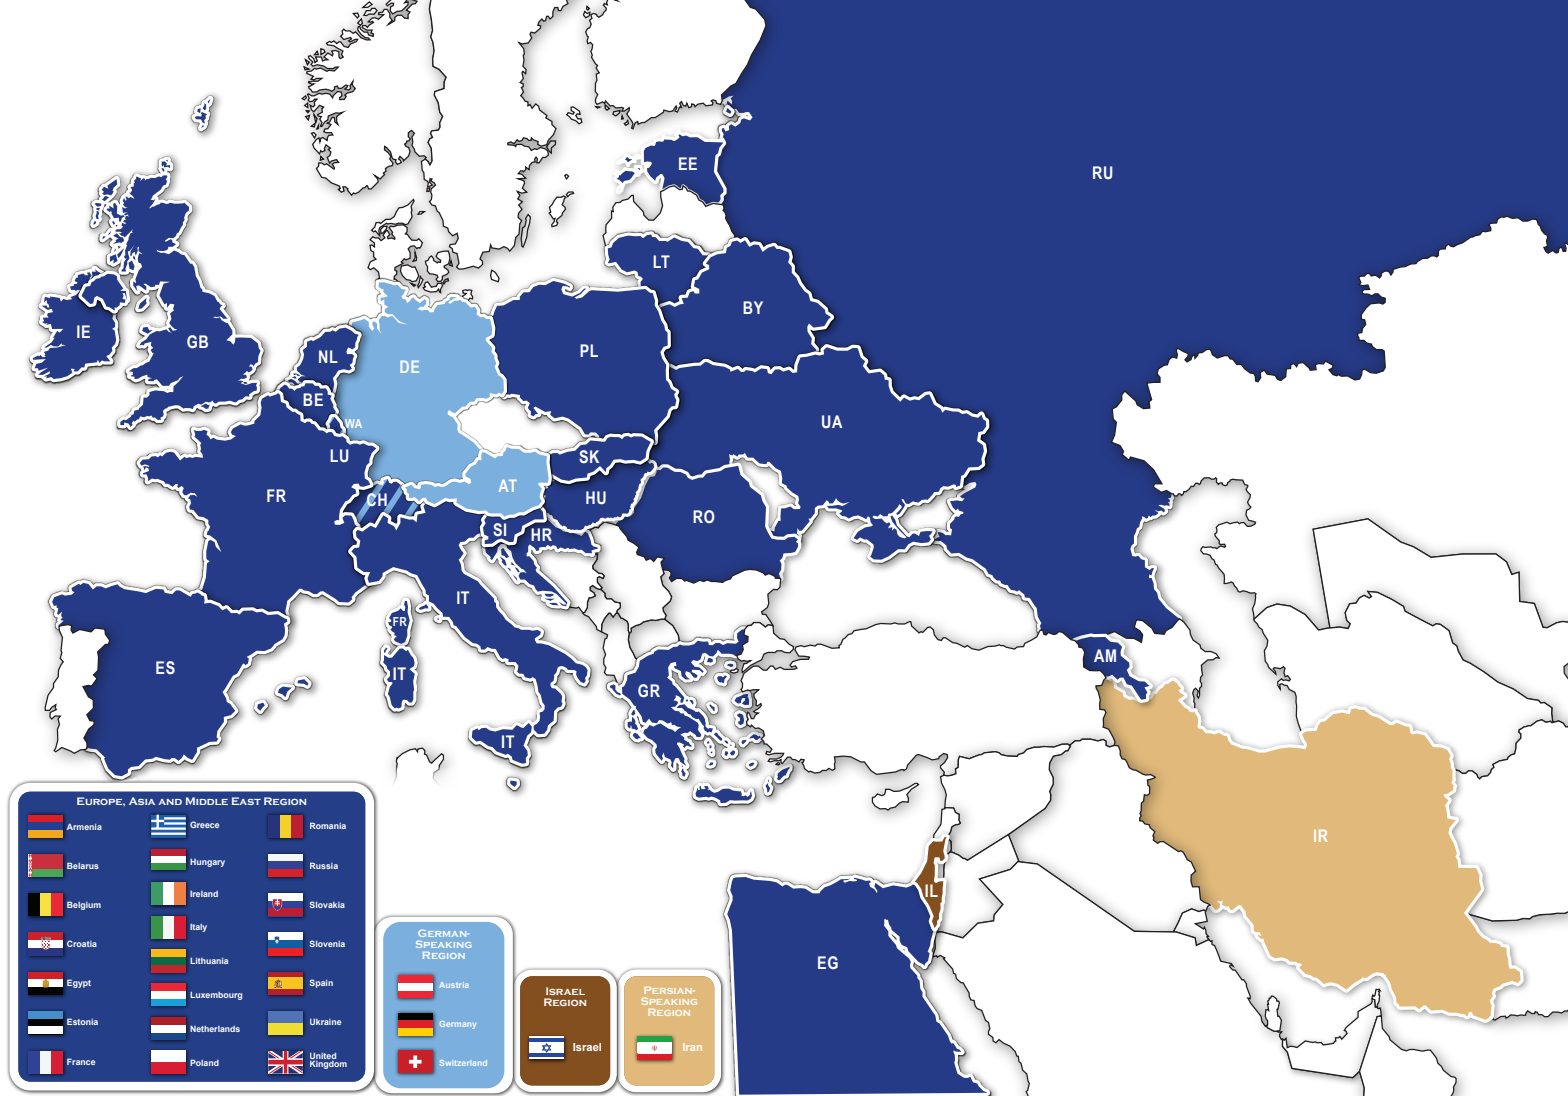 RU
EE
LT
BY
IE
GB
NL
DE
PL
BE
WA
UA
LU
SK
FR
CH
AT
HU
RO
SI
HR
IT
FR
AM
ES
IT
GR
IT
IR
IL
EG
EUROPE, ASIA AND MIDDLE EAST REGION
Armenia
Belarus
Belgium
Croatia
Egypt
Estonia
France
Greece
Hungary
Ireland
Italy
Lithuania
Luxembourg
Netherlands
Poland
Romania
Russia
Slovakia
Slovenia
Spain
Ukraine
United
Kingdom
GERMAN-
SPEAKING
REGION
Austria
Germany
Switzerland
ISRAEL
REGION
Israel
PERSIAN-
SPEAKING
REGION
Iran